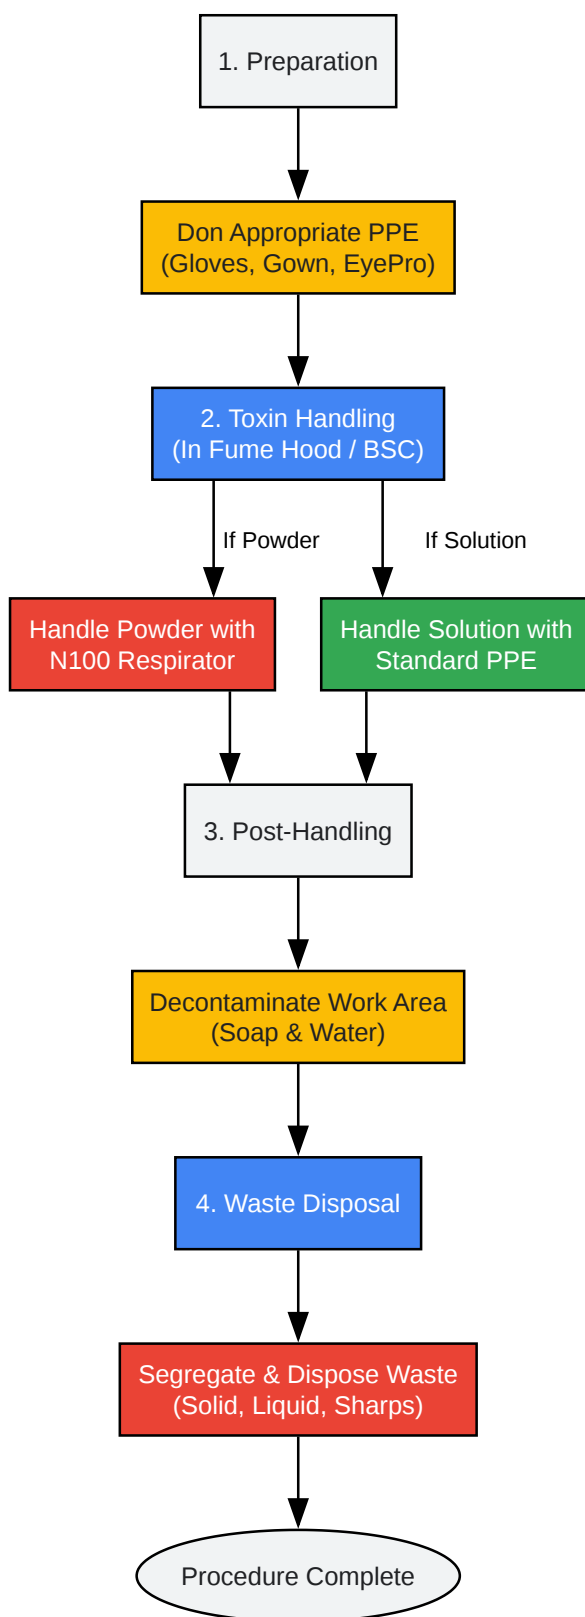 1. Preparation
Don Appropriate PPE
(Gloves, Gown, EyePro)
2. Toxin Handling
(In Fume Hood / BSC)
If Powder
If Solution
Handle Powder with
N100 Respirator
Handle Solution with
Standard PPE
3. Post-Handling
Decontaminate Work Area
(Soap & Water)
4. Waste Disposal
Segregate & Dispose Waste
(Solid, Liquid, Sharps)
Procedure Complete